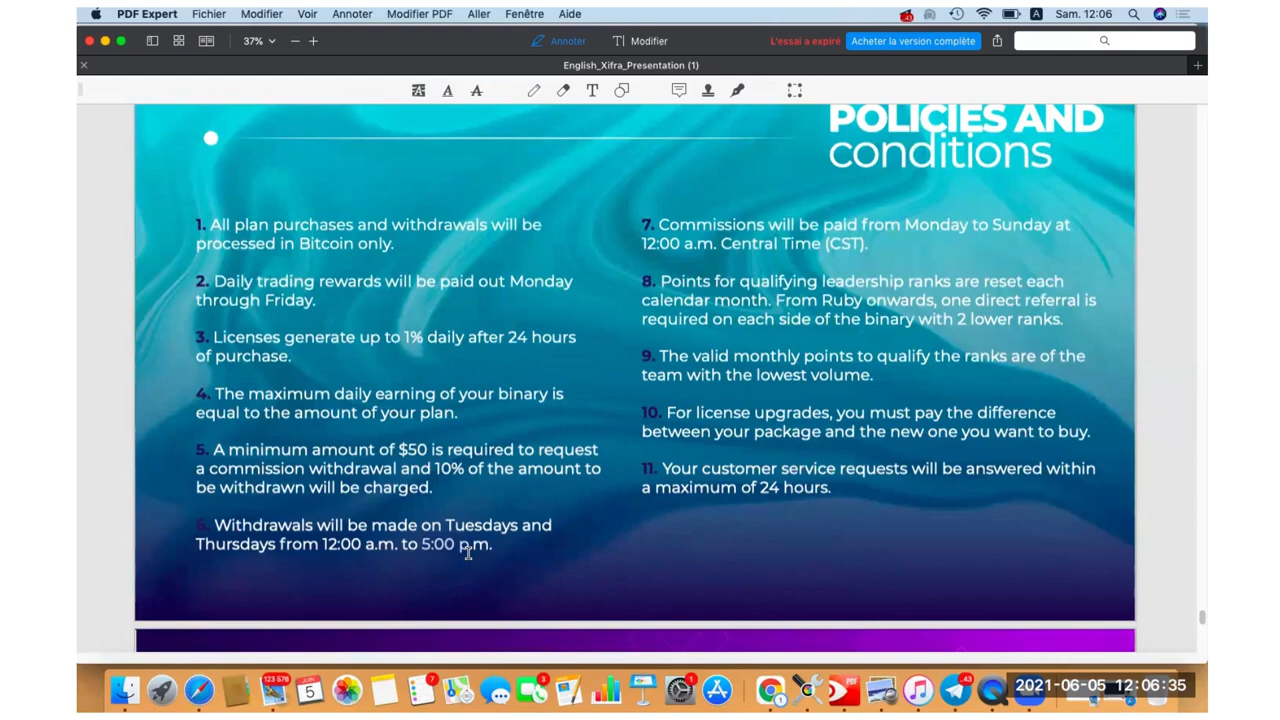 PDF Expert Fichier Modifier Voir Annoter Modifier PDF Aller Fenêtre Aide Sam. 12:06
37% Annoter Modifier L'essai a expiré Acheter la version complète
English_Xifra_Presentation (1)
POLICIES AND
conditions
1. All plan purchases and withdrawals will be
processed in Bitcoin only.
2. Daily trading rewards will be paid out Monday
through Friday.
3. Licenses generate up to 1% daily after 24 hours
of purchase.
4. The maximum daily earning of your binary is
equal to the amount of your plan.
5. A minimum amount of $50 is required to request
a commission withdrawal and 10% of the amount to
be withdrawn will be charged.
6. Withdrawals will be made on Tuesdays and
Thursdays from 12:00 a.m. to 5:00 p.m.
7. Commissions will be paid from Monday to Sunday at
12:00 a.m. Central Time (CST).
8. Points for qualifying leadership ranks are reset each
calendar month. From Ruby onwards, one direct referral is
required on each side of the binary with 2 lower ranks.
9. The valid monthly points to qualify the ranks are of the
team with the lowest volume.
10. For license upgrades, you must pay the difference
between your package and the new one you want to buy.
11. Your customer service requests will be answered within
a maximum of 24 hours.
2021-06-05 12:06:35